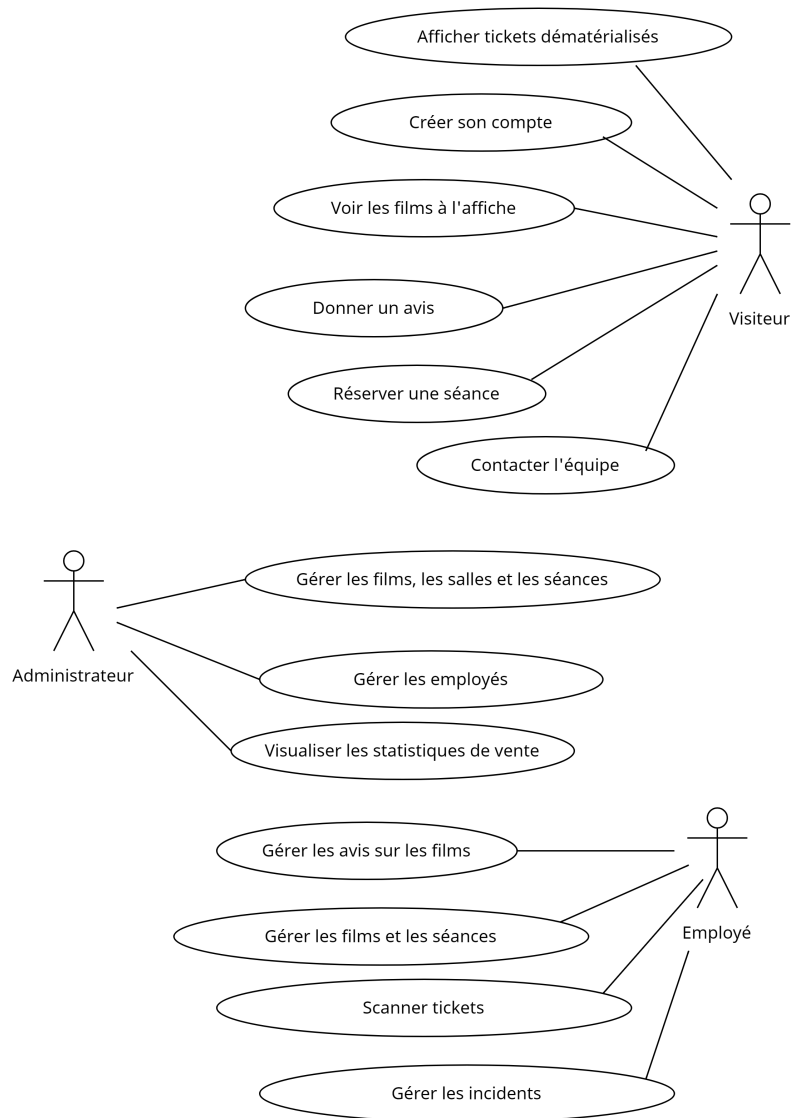 Afficher tickets dématérialisés
Créer son compte
Voir les films à l'affiche
Donner un avis
Visiteur
Réserver une séance
Contacter l'équipe
Gérer les films, les salles et les séances
Administrateur
Gérer les employés
Visualiser les statistiques de vente
Gérer les avis sur les films
Gérer les films et les séances
Employé
Scanner tickets
Gérer les incidents